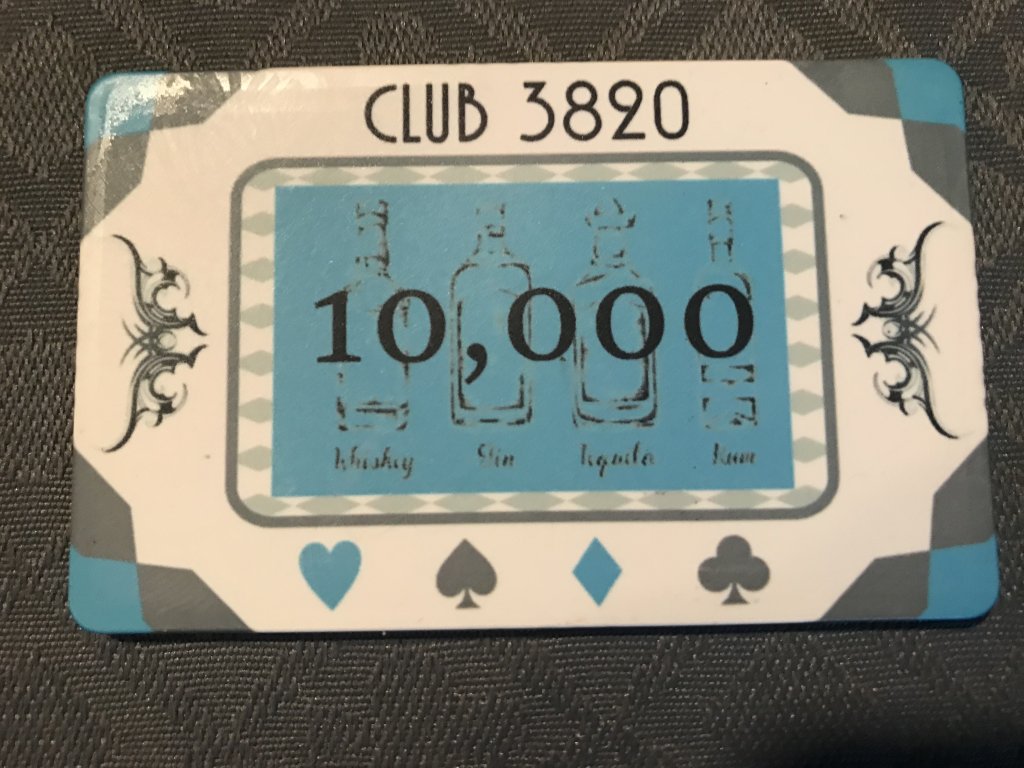 CLUB 3820
10,000
Whiskey Gin Tequila Rum